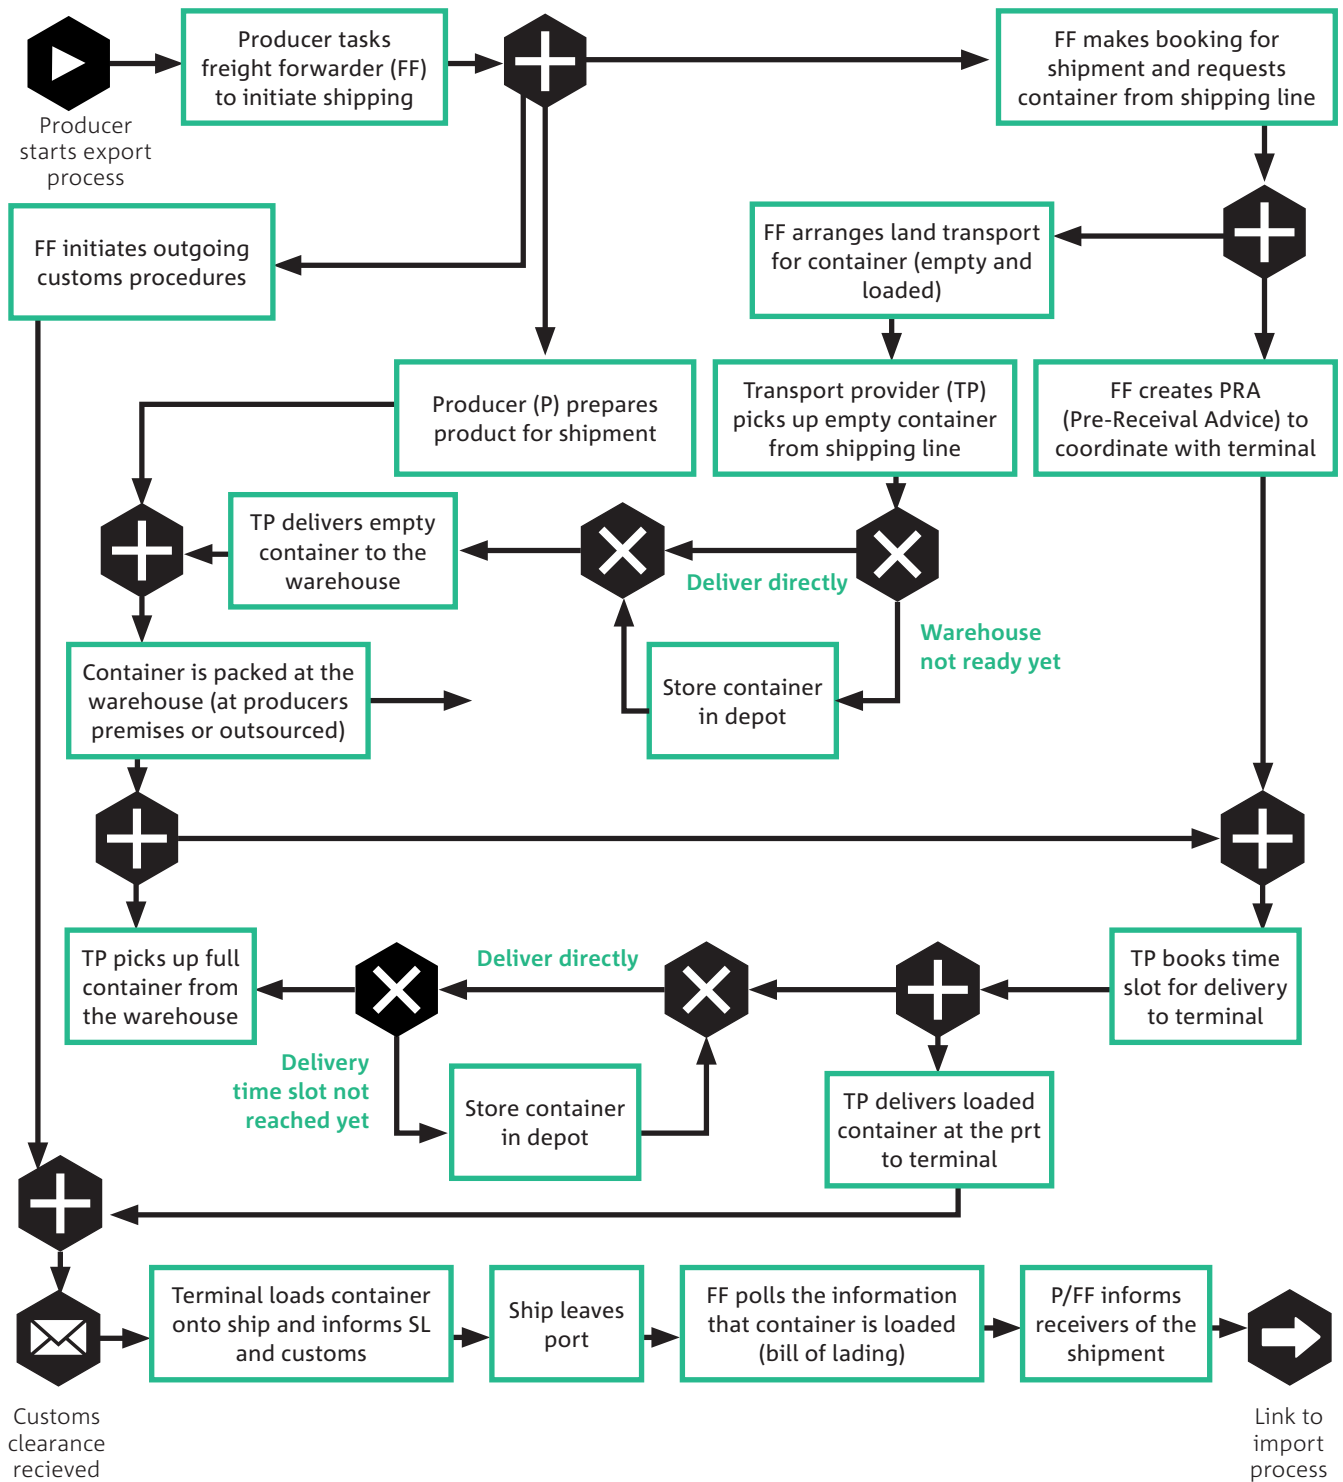 Producer
starts export
process
Producer tasks
freight forwarder (FF)
to initiate shipping
FF makes booking for
shipment and requests
container from shipping line
FF initiates outgoing
customs procedures
FF arranges land transport
for container (empty and
loaded)
Producer (P) prepares
product for shipment
Transport provider (TP)
picks up empty container
from shipping line
FF creates PRA
(Pre-Receival Advice) to
coordinate with terminal
TP delivers empty
container to the
warehouse
Deliver directly
Warehouse
not ready yet
Container is packed at the
warehouse (at producers
premises or outsourced)
Store container
in depot
TP picks up full
container from
the warehouse
Deliver directly
TP books time
slot for delivery
to terminal
Delivery
time slot not
reached yet
Store container
in depot
TP delivers loaded
container at the prt
to terminal
Terminal loads container
onto ship and informs SL
and customs
Ship leaves
port
FF polls the information
that container is loaded
(bill of lading)
P/FF informs
receivers of the
shipment
Customs
clearance
recieved
Link to
import
process